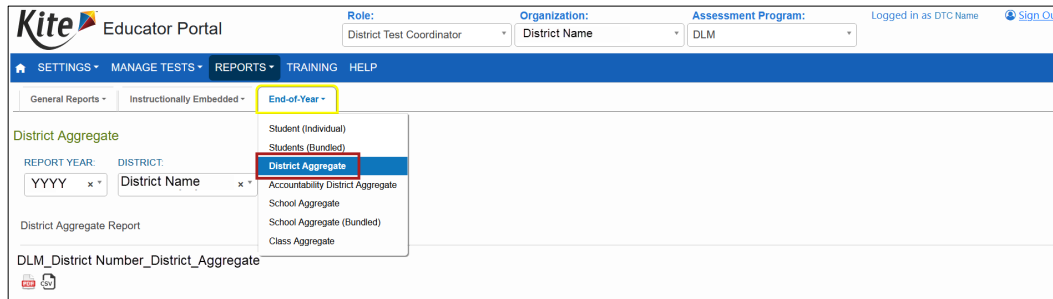 Kite Educator Portal
Role:
District Test Coordinator
Organization:
District Name
Assessment Program:
DLM
Logged in as DTC Name
Sign Ou
SETTINGS MANAGE TESTS REPORTS TRAINING HELP
General Reports Instructionally Embedded End-of-Year
Student (Individual)
Students (Bundled)
District Aggregate
Accountability District Aggregate
School Aggregate
School Aggregate (Bundled)
Class Aggregate
District Aggregate
REPORT YEAR: DISTRICT:
YYYY × District Name ×
District Aggregate Report
DLM_District Number_District_Aggregate
PDF CSV